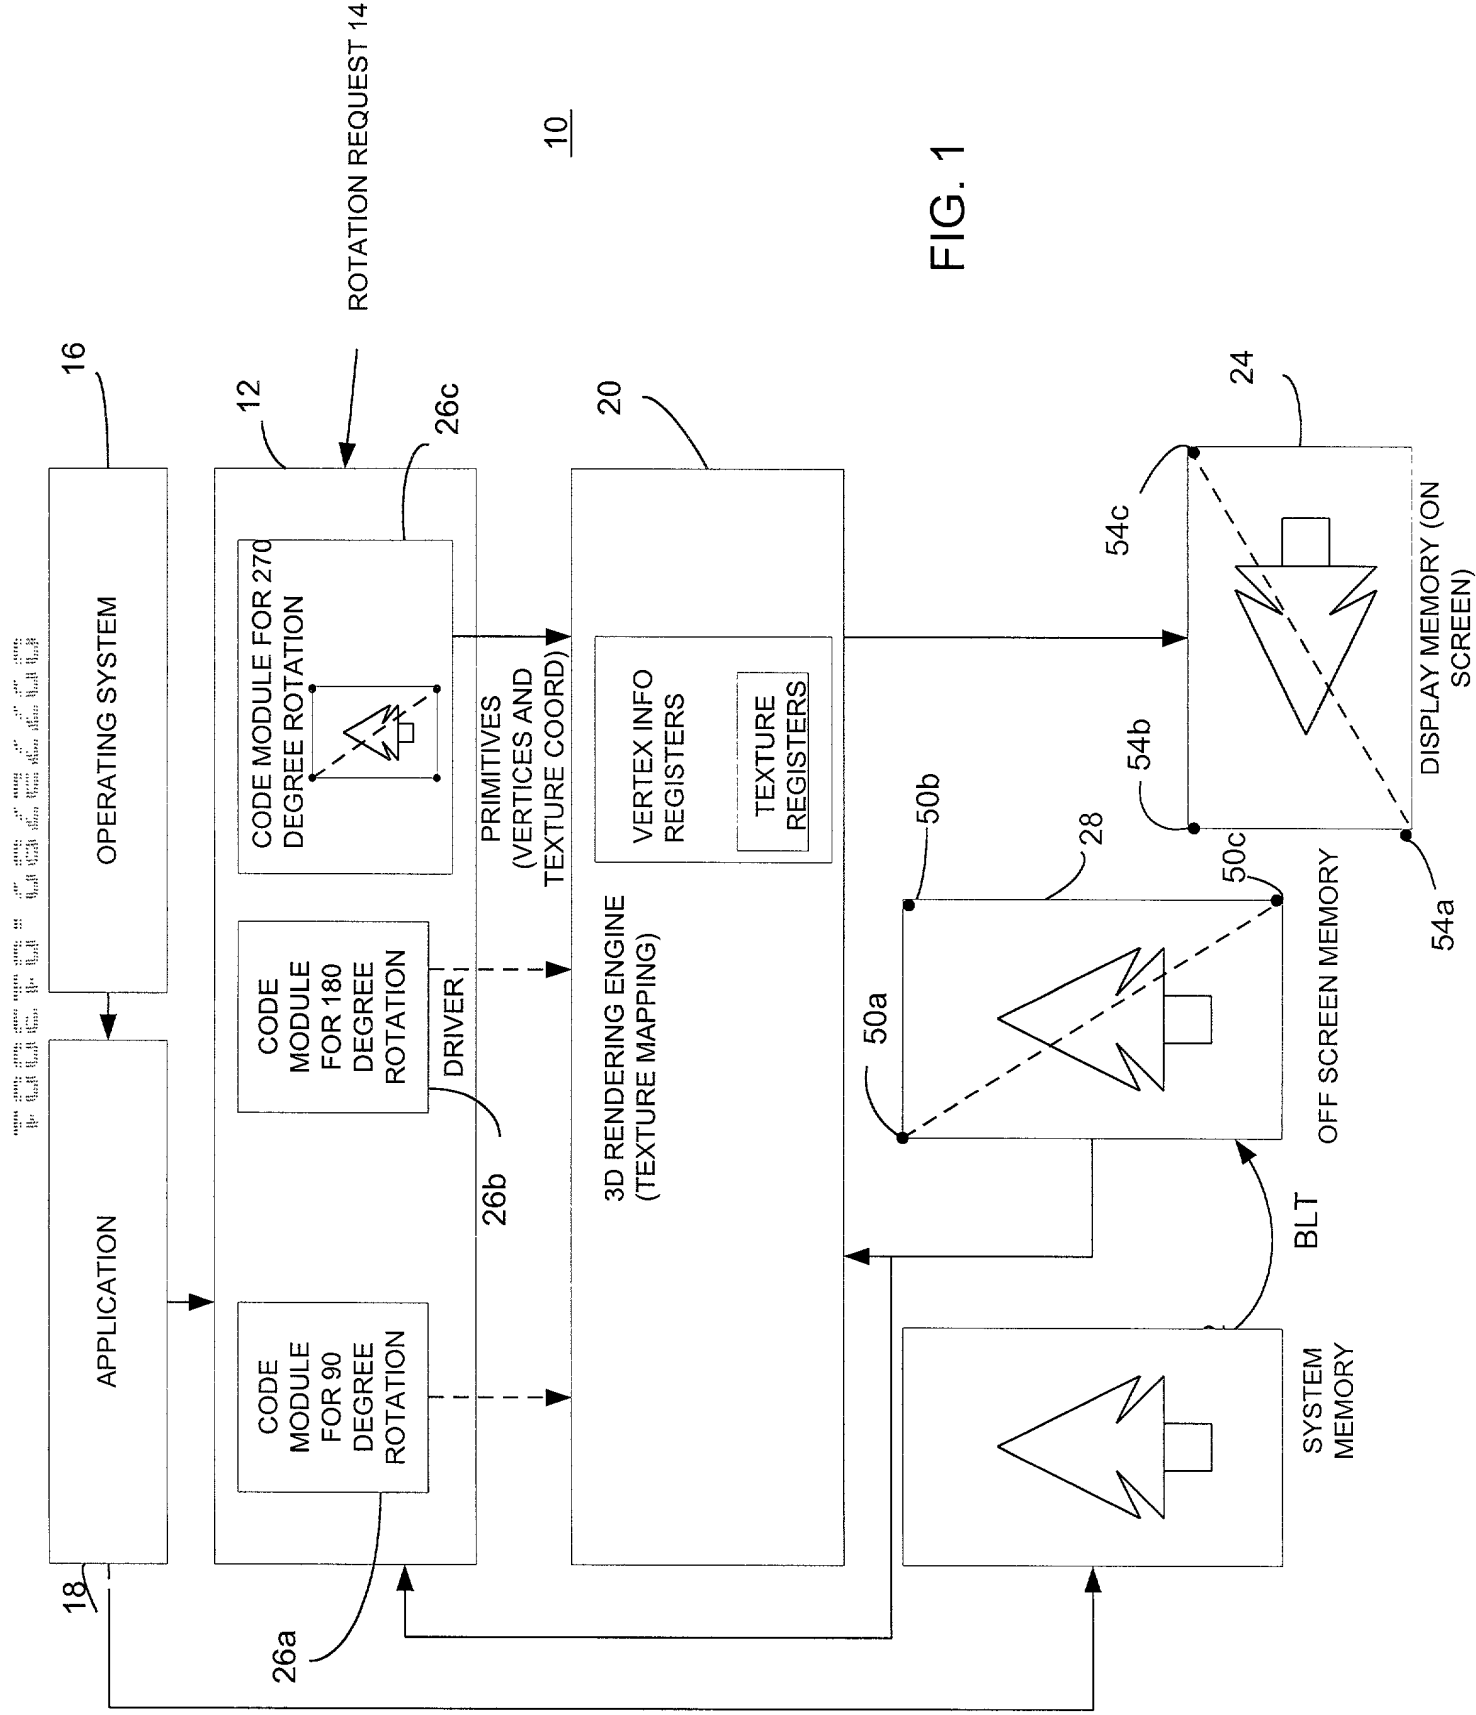 18
APPLICATION
OPERATING SYSTEM
16
26a
CODE
MODULE
FOR 90
DEGREE
ROTATION
CODE
MODULE
FOR 180
DEGREE
ROTATION
26b
DRIVER
CODE MODULE FOR 270
DEGREE ROTATION
12
26c
ROTATION REQUEST 14
PRIMITIVES
(VERTICES AND
TEXTURE COORD)
10
3D RENDERING ENGINE
(TEXTURE MAPPING)
VERTEX INFO
REGISTERS
TEXTURE
REGISTERS
20
FIG. 1
SYSTEM
MEMORY
BLT
50a
50b
50c
28
OFF SCREEN MEMORY
54a
54b
54c
24
DISPLAY MEMORY (ON
SCREEN)